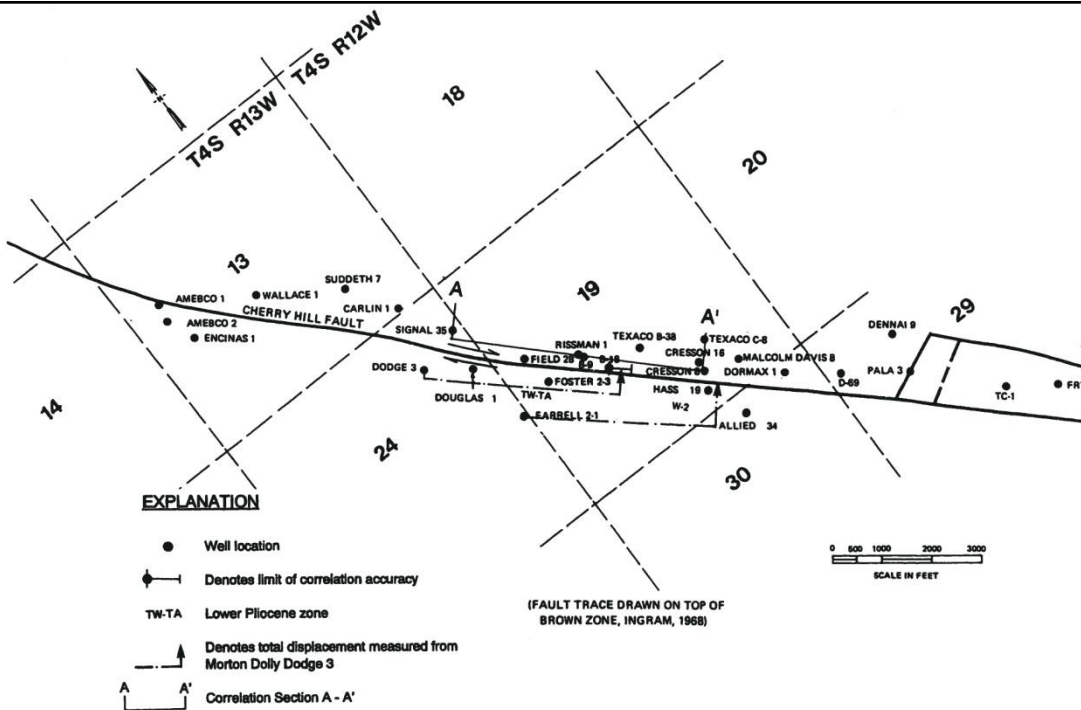 T4S R12W
T4S R13W
18
20
13
19
29
14
24
30
AMEBCO 1
WALLACE 1
SUDDETH 7
CARLIN 1
A
SIGNAL 35
AMEBCO 2
ENCINAS 1
CHERRY HILL FAULT
RISSMAN 1
TEXACO B-38
A'
TEXACO C-8
CRESSON 16
MALCOLM DAVIS 8
DENNAI 9
DODGE 3
FIELD 28
B-9
B-18
CRESSON 8
DORMAX 1
D-69
PALA 3
TC-1
DOUGLAS 1
FOSTER 2-3
TW-TA
HASS 19
W-2
FARRELL 2-1
ALLIED 34
EXPLANATION
Well location
Denotes limit of correlation accuracy
TW-TA Lower Pliocene zone
Denotes total displacement measured from
Morton Dolly Dodge 3
A A' Correlation Section A - A'
(FAULT TRACE DRAWN ON TOP OF
BROWN ZONE, INGRAM, 1968)
0 500 1000 2000 3000
SCALE IN FEET